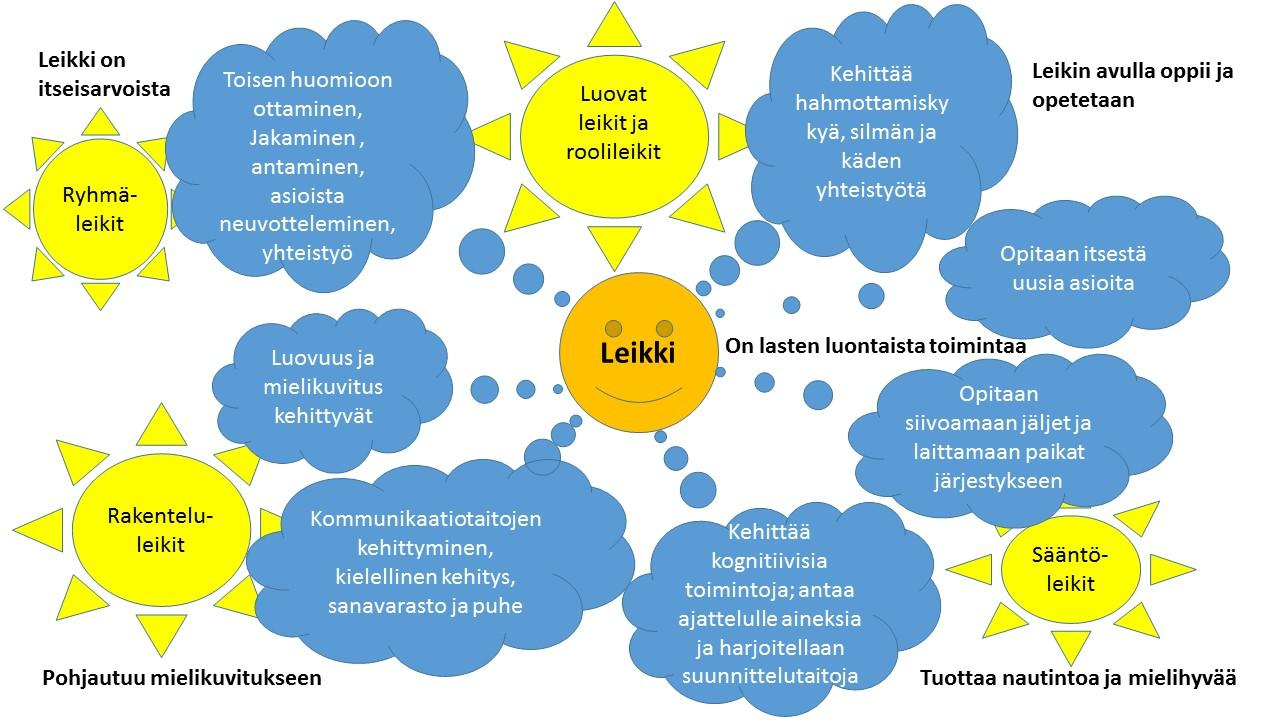 Leikki on
itseisarvoista
Toisen huomioon
ottaminen,
Jakaminen ,
antaminen,
asioista
neuvotteleminen,
yhteistyö
Luovat
leikit ja
roolileikit
Kehittää
hahmottamisky
kyä, silmän ja
käden
yhteistyötä
Leikin avulla oppii ja
opetetaan
Ryhmä-
leikit
Opitaan itsestä
uusia asioita
Leikki
On lasten luontaista toimintaa
Luovuus ja
mielikuvitus
kehittyvät
Opitaan
siivoamaan jäljet ja
laittamaan paikat
järjestykseen
Rakentelu-
leikit
Kommunikaatiotaitojen
kehittyminen,
kielellinen kehitys,
sanavarasto ja puhe
Kehittää
kognitiivisia
toimintoja; antaa
ajattelulle aineksia
ja harjoitellaan
suunnittelutaitoja
Sääntö-
leikit
Pohjautuu mielikuvitukseen
Tuottaa nautintoa ja mielihyvää